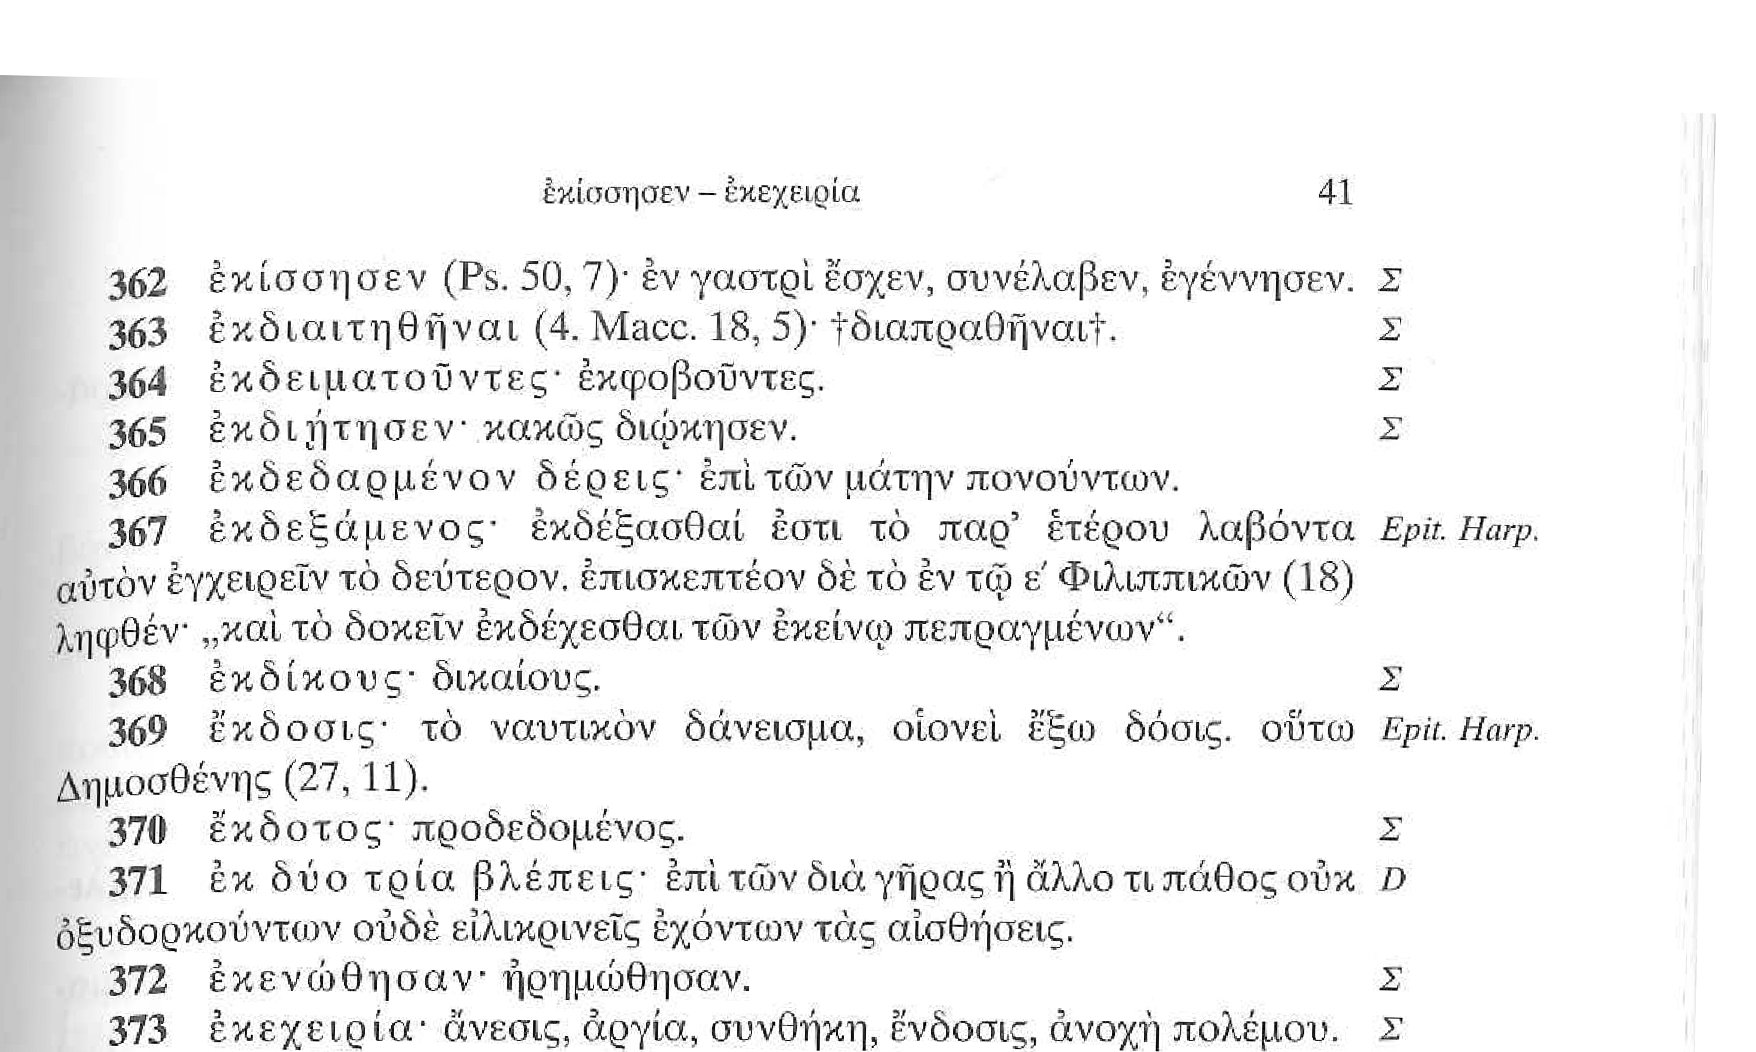 ἐκίσσησεν – ἐκεχειρία 41
362 ἐκίσσησεν (Ps. 50, 7)· ἐν γαστρὶ ἔσχεν, συνέλαβεν, ἐγέννησεν. Σ
363 ἐκδιαιτηθῆναι (4. Macc. 18, 5)· †διαπραθῆναι†. Σ
364 ἐκδειματοῦντες· ἐκφοβοῦντες. Σ
365 ἐκδιῄτησεν· κακῶς διῴκησεν. Σ
366 ἐκδεδαρμένον δέρεις· ἐπὶ τῶν μάτην πονούντων.
367 ἐκδεξάμενος· ἐκδέξασθαί ἐστι τὸ παρ’ ἑτέρου λαβόντα Epit. Harp.
αὐτὸν ἐγχειρεῖν τὸ δεύτερον. ἐπισκεπτέον δὲ τὸ ἐν τῷ ε′ Φιλιππικῶν (18)
ληφθέν· „καὶ τὸ δοκεῖν ἐκδέχεσθαι τῶν ἐκείνῳ πεπραγμένων“.
368 ἐκδίκους· δικαίους. Σ
369 ἔκδοσις· τὸ ναυτικὸν δάνεισμα, οἱονεὶ ἔξω δόσις. οὕτω Epit. Harp.
Δημοσθένης (27, 11).
370 ἔκδοτος· προδεδομένος. Σ
371 ἐκ δύο τρία βλέπεις· ἐπὶ τῶν διὰ γῆρας ἢ ἄλλο τι πάθος οὐκ D
ὀξυδορκούντων οὐδὲ εἰλικρινεῖς ἐχόντων τὰς αἰσθήσεις.
372 ἐκενώθησαν· ἠρημώθησαν. Σ
373 ἐκεχειρία· ἄνεσις, ἀργία, συνθήκη, ἔνδοσις, ἀνοχὴ πολέμου. Σ